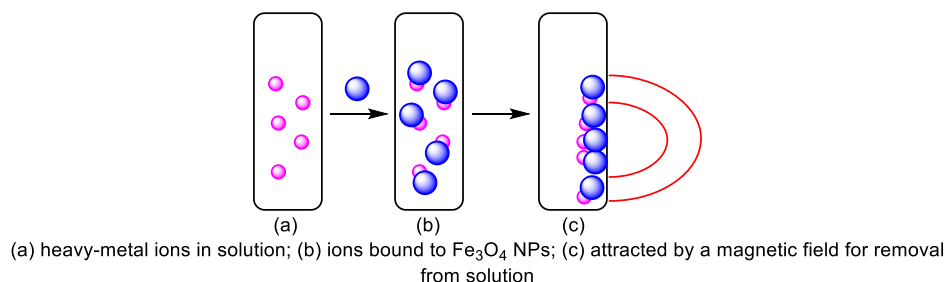 (a) (b) (c)
(a) heavy-metal ions in solution; (b) ions bound to Fe₃O₄ NPs; (c) attracted by a magnetic field for removal
from solution